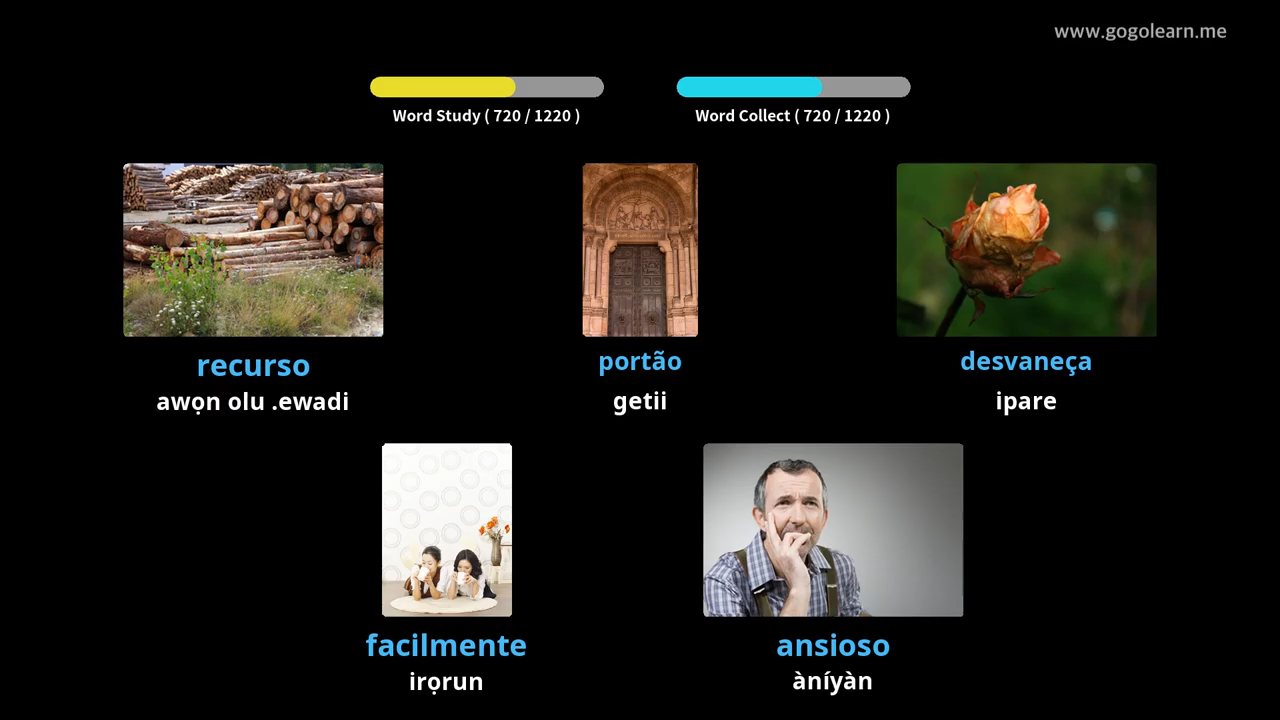 www.gogolearn.me
Word Study ( 720 / 1220 )
Word Collect ( 720 / 1220 )
recurso
awọn olu .ewadi
portão
getii
desvaneça
ipare
facilmente
irọrun
ansioso
àníyàn